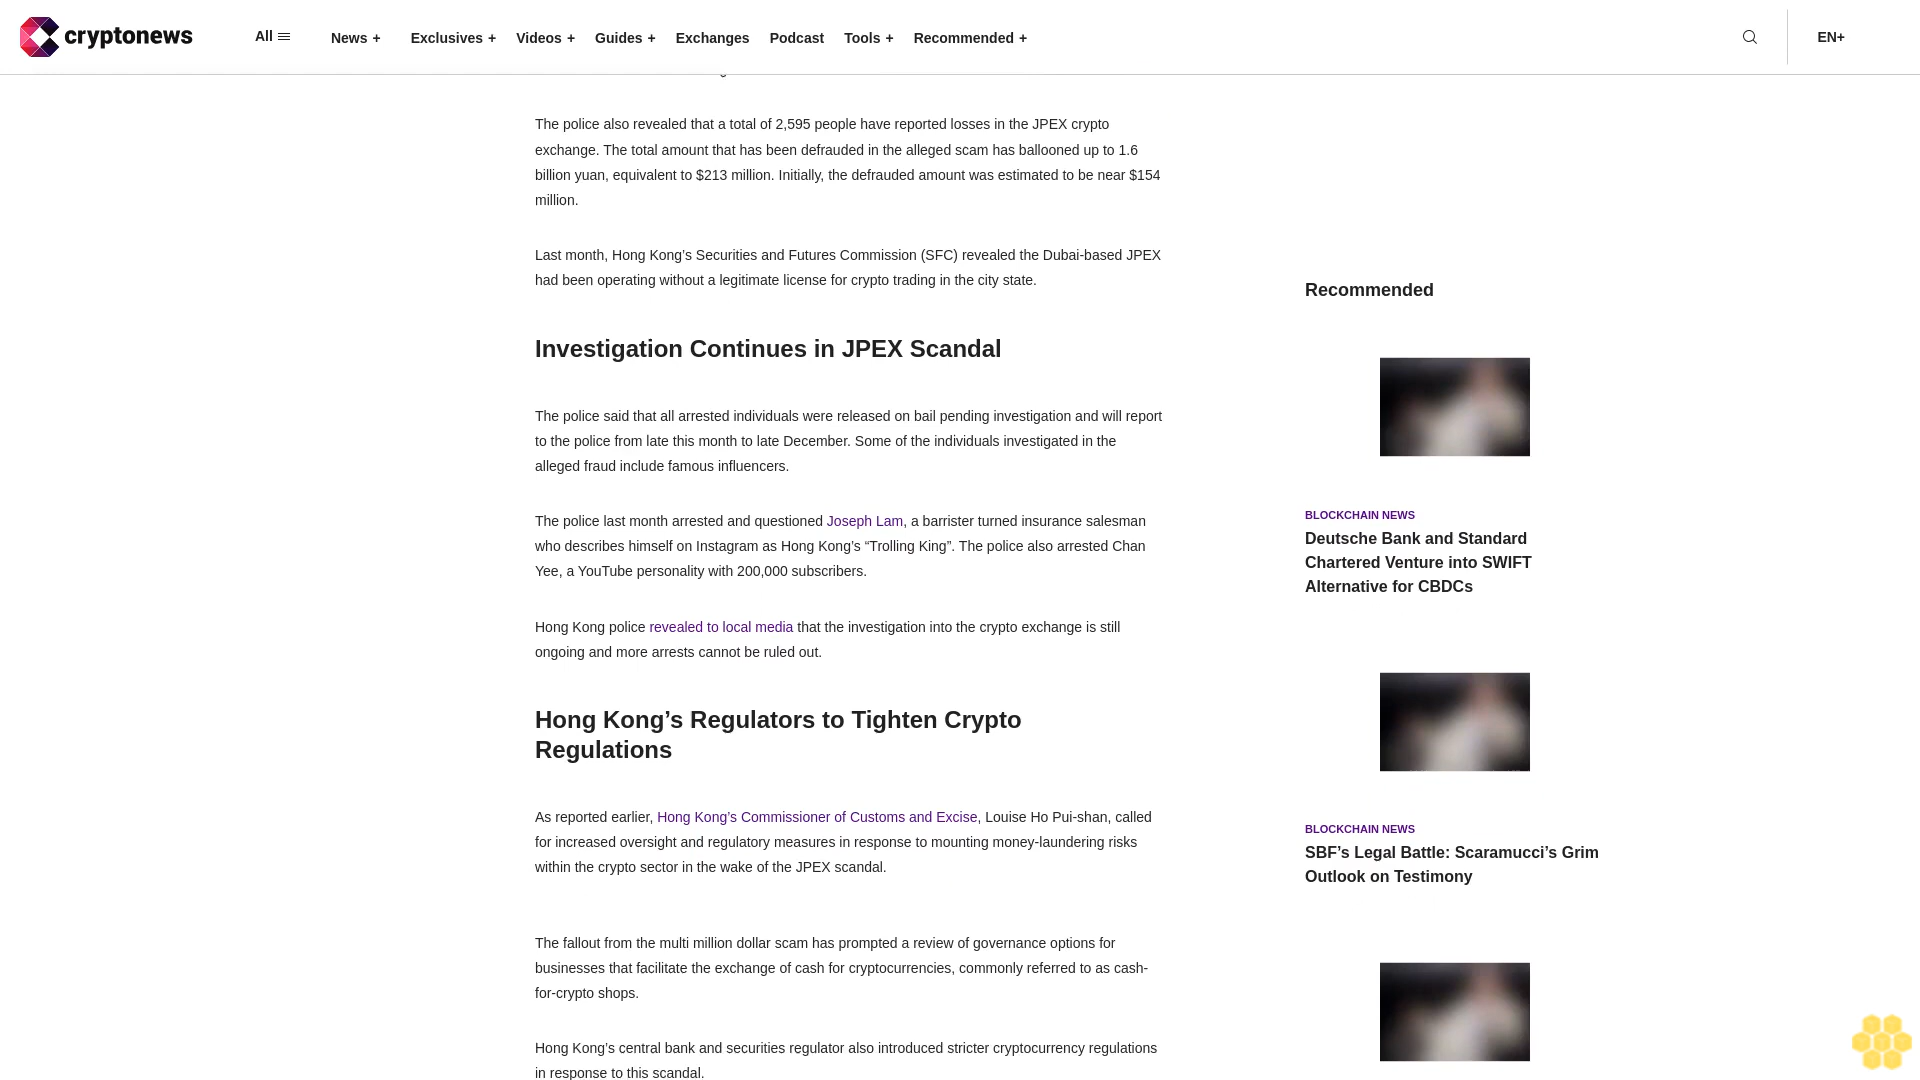 cryptonews
All
News +
Exclusives +
Videos +
Guides +
Exchanges
Podcast
Tools +
Recommended +
EN+
The police also revealed that a total of 2,595 people have reported losses in the JPEX crypto
exchange. The total amount that has been defrauded in the alleged scam has ballooned up to 1.6
billion yuan, equivalent to $213 million. Initially, the defrauded amount was estimated to be near $154
million.
Last month, Hong Kong’s Securities and Futures Commission (SFC) revealed the Dubai-based JPEX
had been operating without a legitimate license for crypto trading in the city state.
Investigation Continues in JPEX Scandal
The police said that all arrested individuals were released on bail pending investigation and will report
to the police from late this month to late December. Some of the individuals investigated in the
alleged fraud include famous influencers.
The police last month arrested and questioned Joseph Lam, a barrister turned insurance salesman
who describes himself on Instagram as Hong Kong’s “Trolling King”. The police also arrested Chan
Yee, a YouTube personality with 200,000 subscribers.
Hong Kong police revealed to local media that the investigation into the crypto exchange is still
ongoing and more arrests cannot be ruled out.
Hong Kong’s Regulators to Tighten Crypto
Regulations
As reported earlier, Hong Kong’s Commissioner of Customs and Excise, Louise Ho Pui-shan, called
for increased oversight and regulatory measures in response to mounting money-laundering risks
within the crypto sector in the wake of the JPEX scandal.
The fallout from the multi million dollar scam has prompted a review of governance options for
businesses that facilitate the exchange of cash for cryptocurrencies, commonly referred to as cash-
for-crypto shops.
Hong Kong’s central bank and securities regulator also introduced stricter cryptocurrency regulations
in response to this scandal.
Recommended
BLOCKCHAIN NEWS
Deutsche Bank and Standard
Chartered Venture into SWIFT
Alternative for CBDCs
BLOCKCHAIN NEWS
SBF’s Legal Battle: Scaramucci’s Grim
Outlook on Testimony